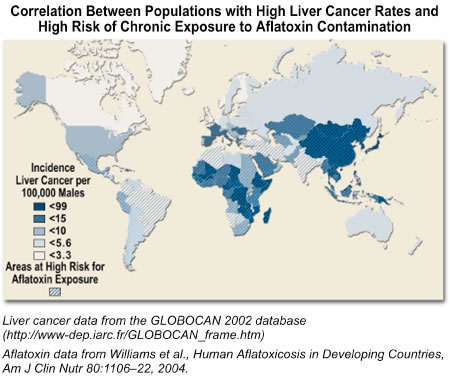 Correlation Between Populations with High Liver Cancer Rates and
High Risk of Chronic Exposure to Aflatoxin Contamination
Incidence
Liver Cancer per
100,000 Males
<99
<15
<10
<5.6
<3.3
Areas at High Risk for
Aflatoxin Exposure
Liver cancer data from the GLOBOCAN 2002 database
(http://www-dep.iarc.fr/GLOBOCAN_frame.htm)
Aflatoxin data from Williams et al., Human Aflatoxicosis in Developing Countries,
Am J Clin Nutr 80:1106–22, 2004.